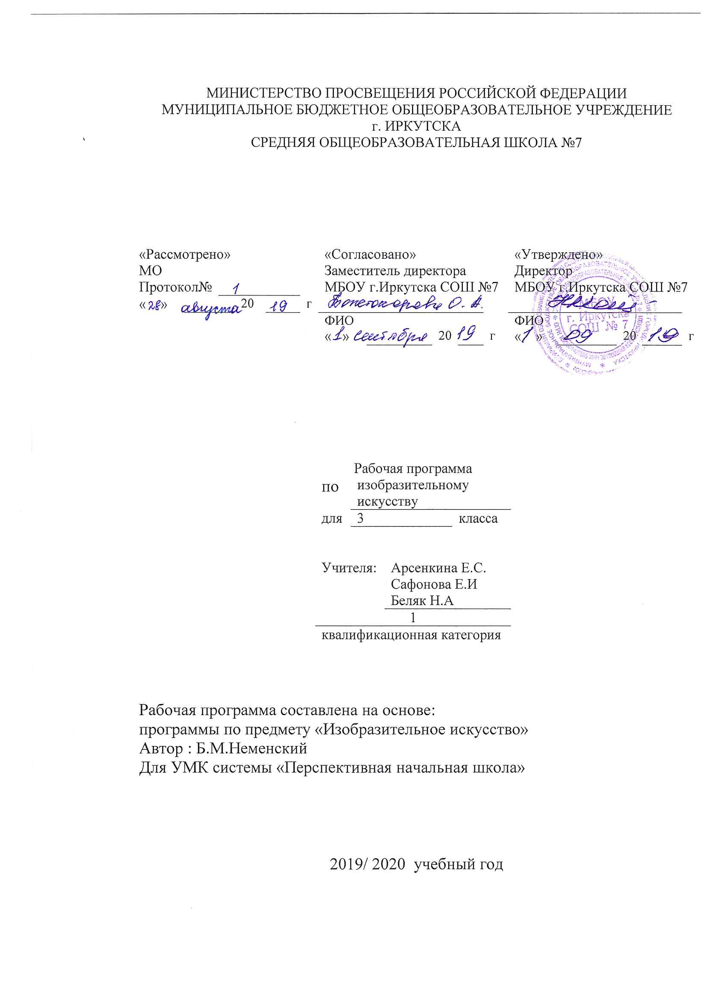 МИНИСТЕРСТВО ПРОСВЕЩЕНИЯ РОССИЙСКОЙ ФЕДЕРАЦИИ
МУНИЦИПАЛЬНОЕ БЮДЖЕТНОЕ ОБЩЕОБРАЗОВАТЕЛЬНОЕ УЧРЕЖДЕНИЕ
г. ИРКУТСКА
СРЕДНЯЯ ОБЩЕОБРАЗОВАТЕЛЬНАЯ ШКОЛА №7
«Рассмотрено»
МО
Протокол№ 1
«28» августа 20 19 г
«Согласовано»
Заместитель директора
МБОУ г.Иркутска СОШ №7
О. А.
ФИО
«1» сентября 20 19 г
«Утверждено»
Директор
МБОУ г.Иркутска СОШ №7
ФИО
«1» 09 20 19 г
МБОУ
г. Иркутска
СОШ № 7
Рабочая программа
по изобразительному
искусству
для 3 класса
Учителя: Арсенкина Е.С.
Сафонова Е.И
Беляк Н.А
1
квалификационная категория
Рабочая программа составлена на основе:
программы по предмету «Изобразительное искусство»
Автор : Б.М.Неменский
Для УМК системы «Перспективная начальная школа»
2019/ 2020 учебный год